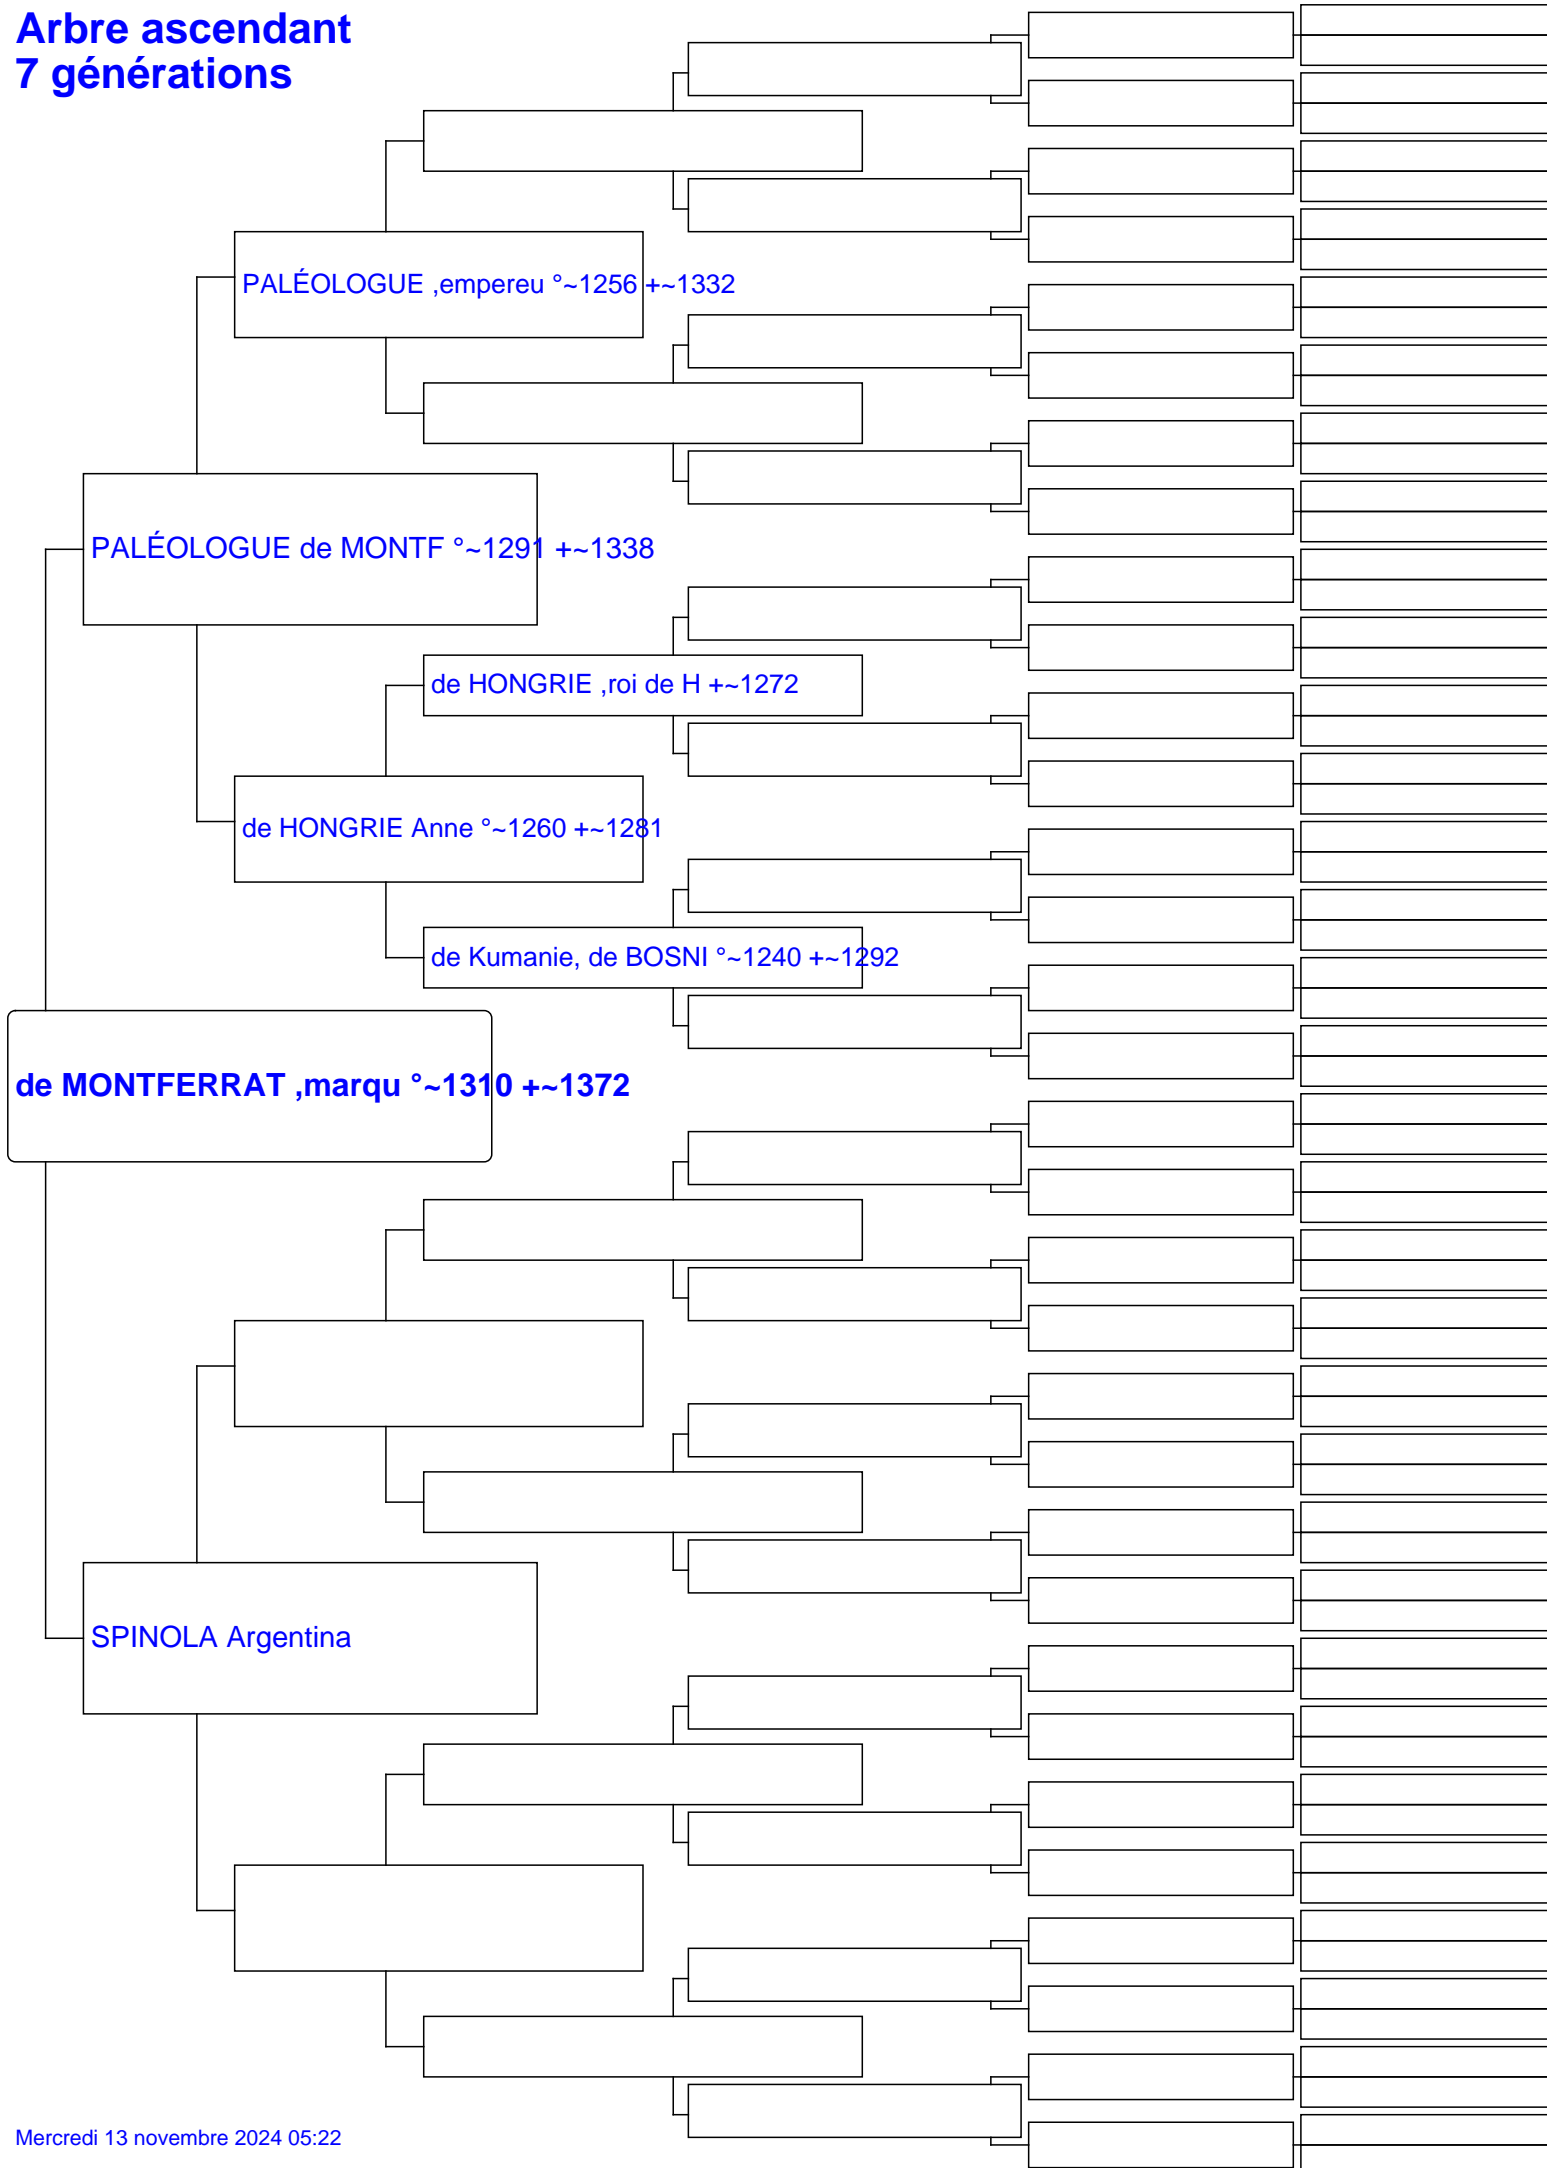 Arbre ascendant
7 générations
PALÉOLOGUE ,empereu °~1256 +~1332
PALÉOLOGUE de MONTF °~1291 +~1338
de HONGRIE ,roi de H +~1272
de HONGRIE Anne °~1260 +~1281
de Kumanie, de BOSNI °~1240 +~1292
de MONTFERRAT ,marqu °~1310 +~1372
SPINOLA Argentina
Mercredi 13 novembre 2024 05:22